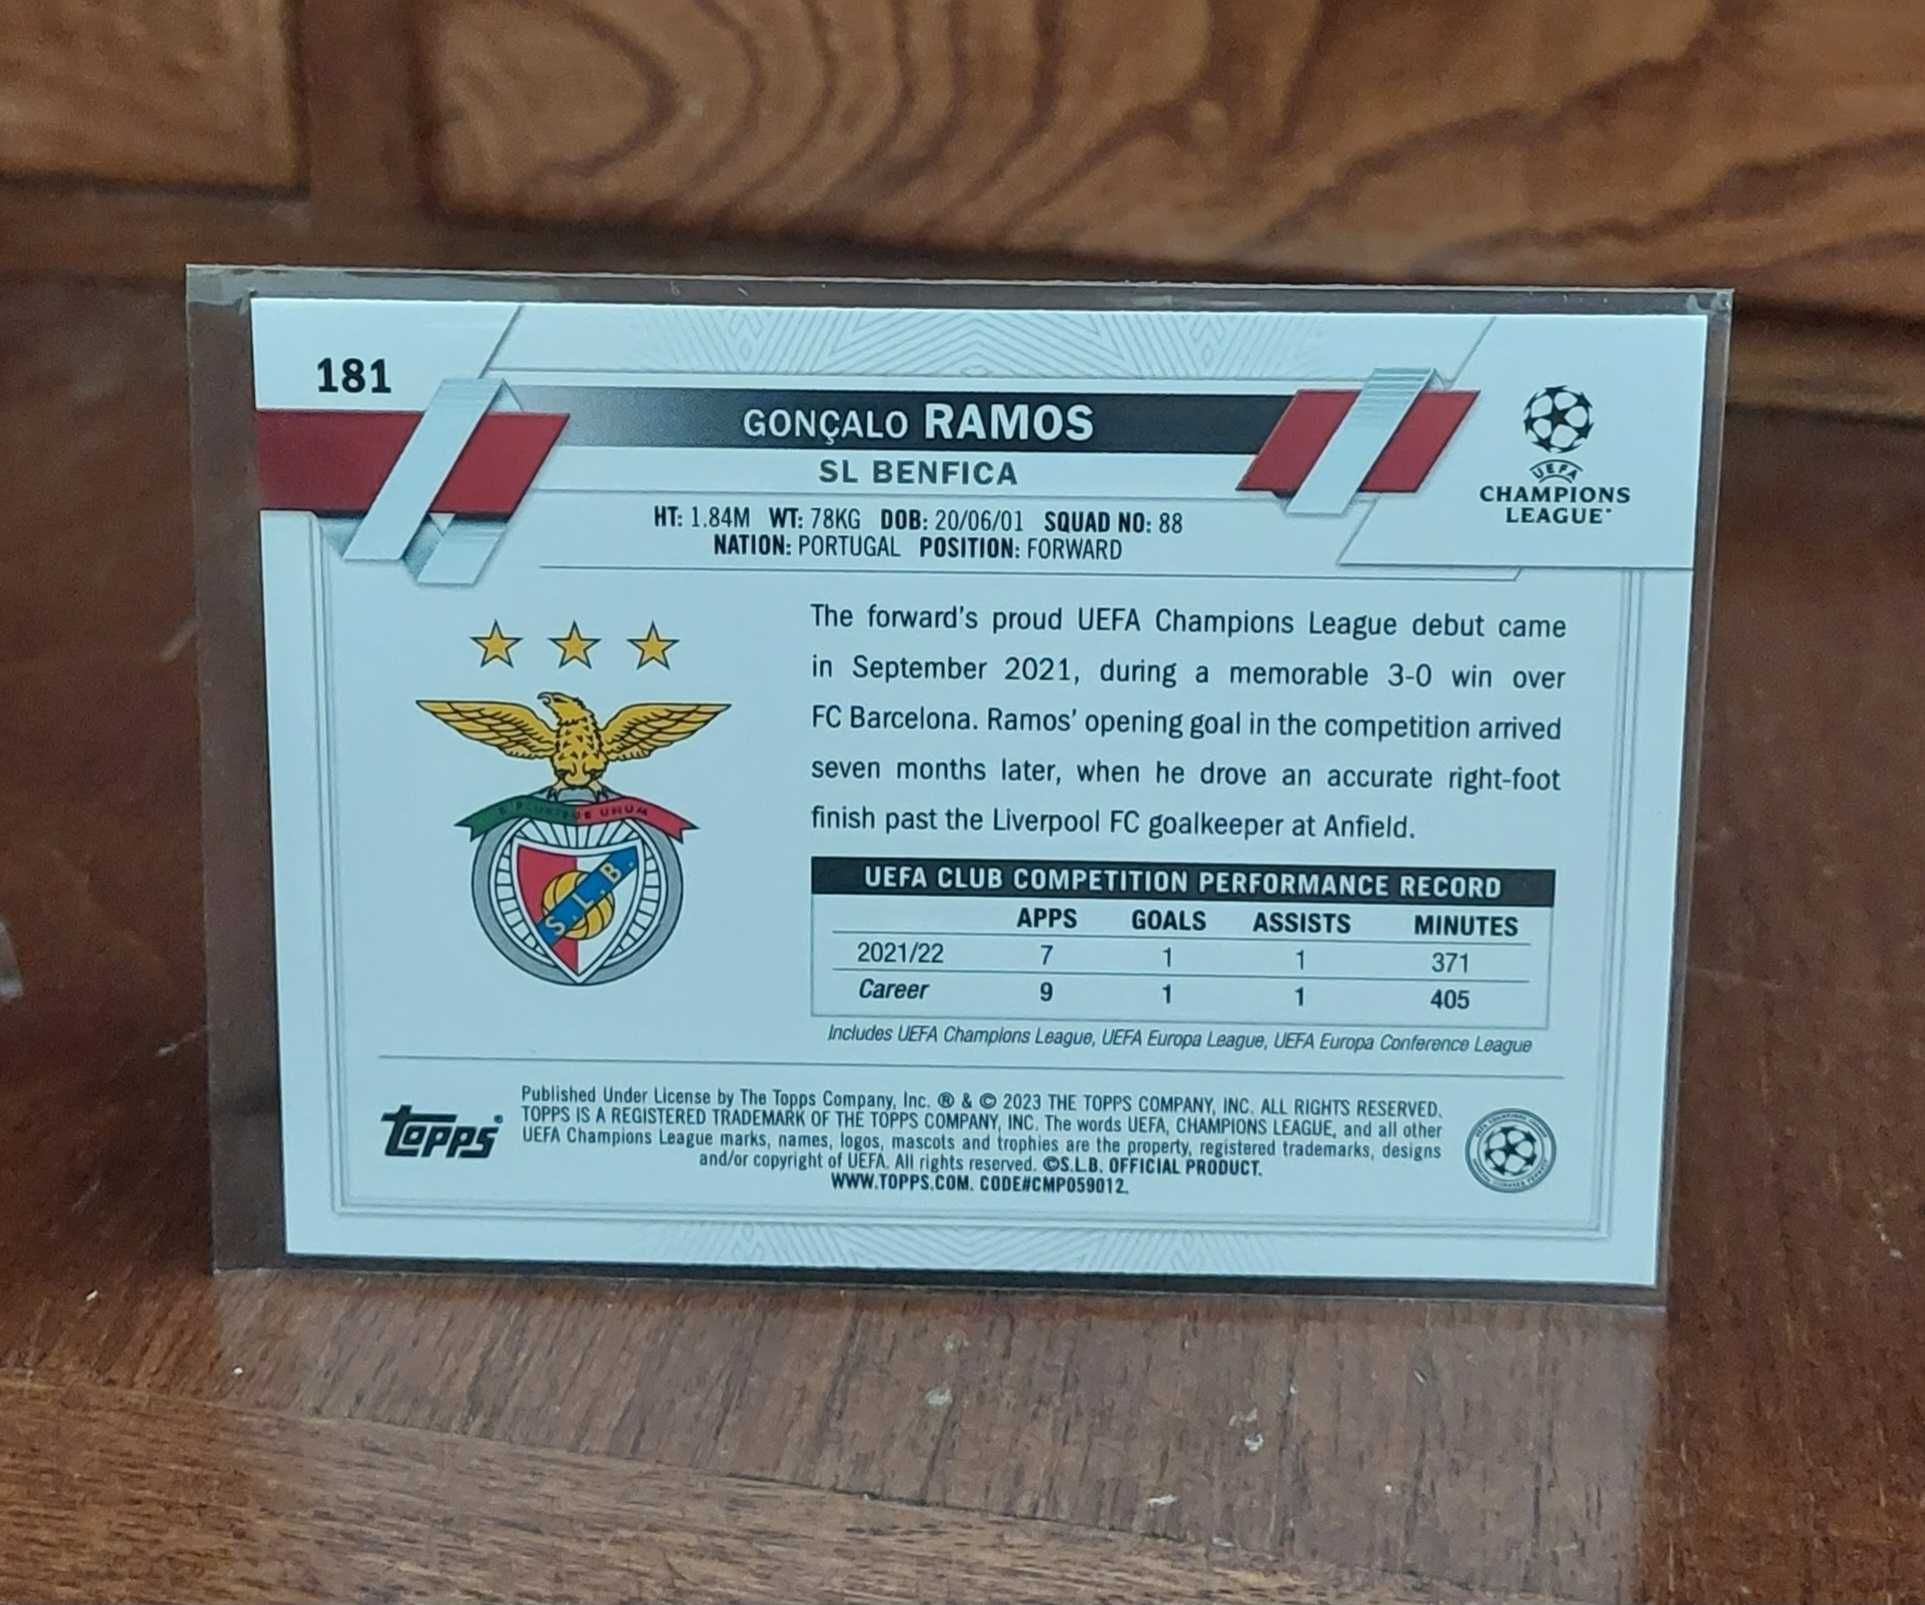 181
GONÇALO RAMOS
SL BENFICA
UEFA
CHAMPIONS
LEAGUE
HT: 1.84M WT: 78KG DOB: 20/06/01 SQUAD NO: 88
NATION: PORTUGAL POSITION: FORWARD
The forward's proud UEFA Champions League debut came
in September 2021, during a memorable 3-0 win over
FC Barcelona. Ramos' opening goal in the competition arrived
seven months later, when he drove an accurate right-foot
finish past the Liverpool FC goalkeeper at Anfield.
E PLURIBUS UNUM
S.L.B.
UEFA CLUB COMPETITION PERFORMANCE RECORD
APPS GOALS ASSISTS MINUTES
2021/22 7 1 1 371
Career 9 1 1 405
Includes UEFA Champions League, UEFA Europa League, UEFA Europa Conference League
topps®
Published Under License by The Topps Company, Inc. ® & © 2023 THE TOPPS COMPANY, INC. ALL RIGHTS RESERVED.
TOPPS IS A REGISTERED TRADEMARK OF THE TOPPS COMPANY, INC. The words UEFA, CHAMPIONS LEAGUE, and all other
UEFA Champions League marks, names, logos, mascots and trophies are the property, registered trademarks, designs
and/or copyright of UEFA. All rights reserved. ©S.L.B. OFFICIAL PRODUCT.
WWW.TOPPS.COM. CODE#CMP059012.